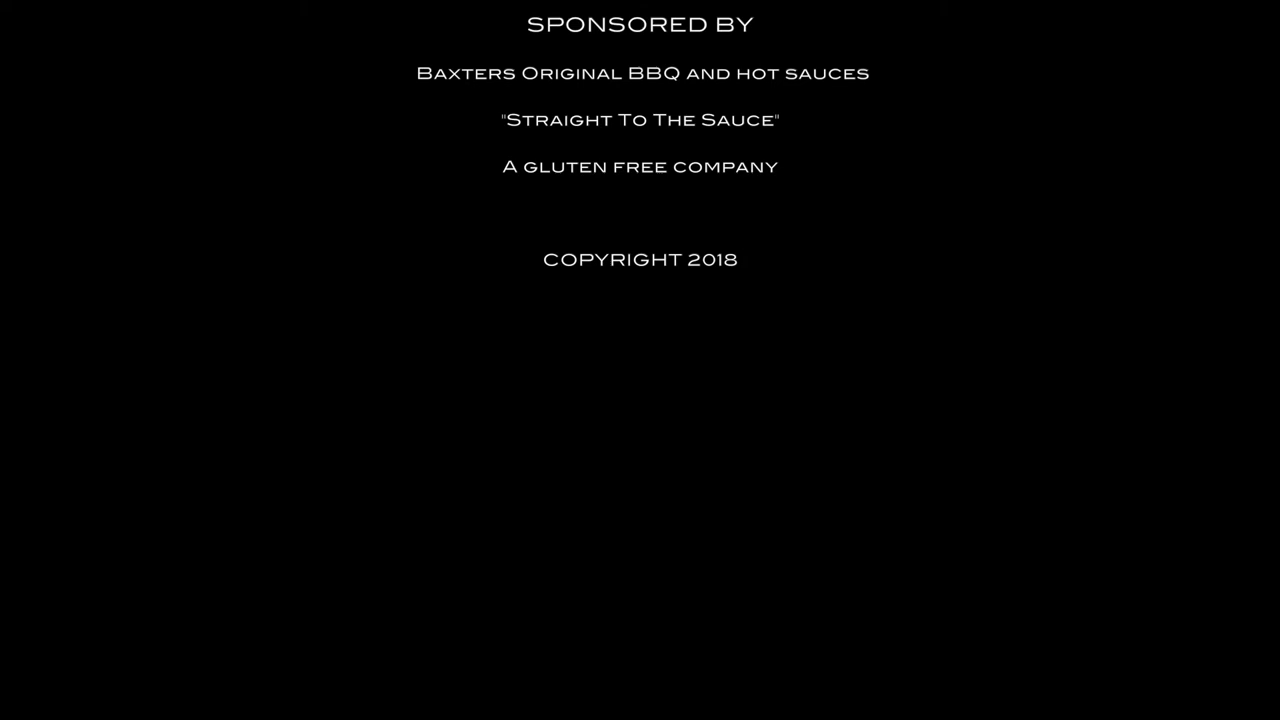 SPONSORED BY
Baxters Original BBQ and hot sauces
"Straight To The Sauce"
A gluten free company
COPYRIGHT 2018